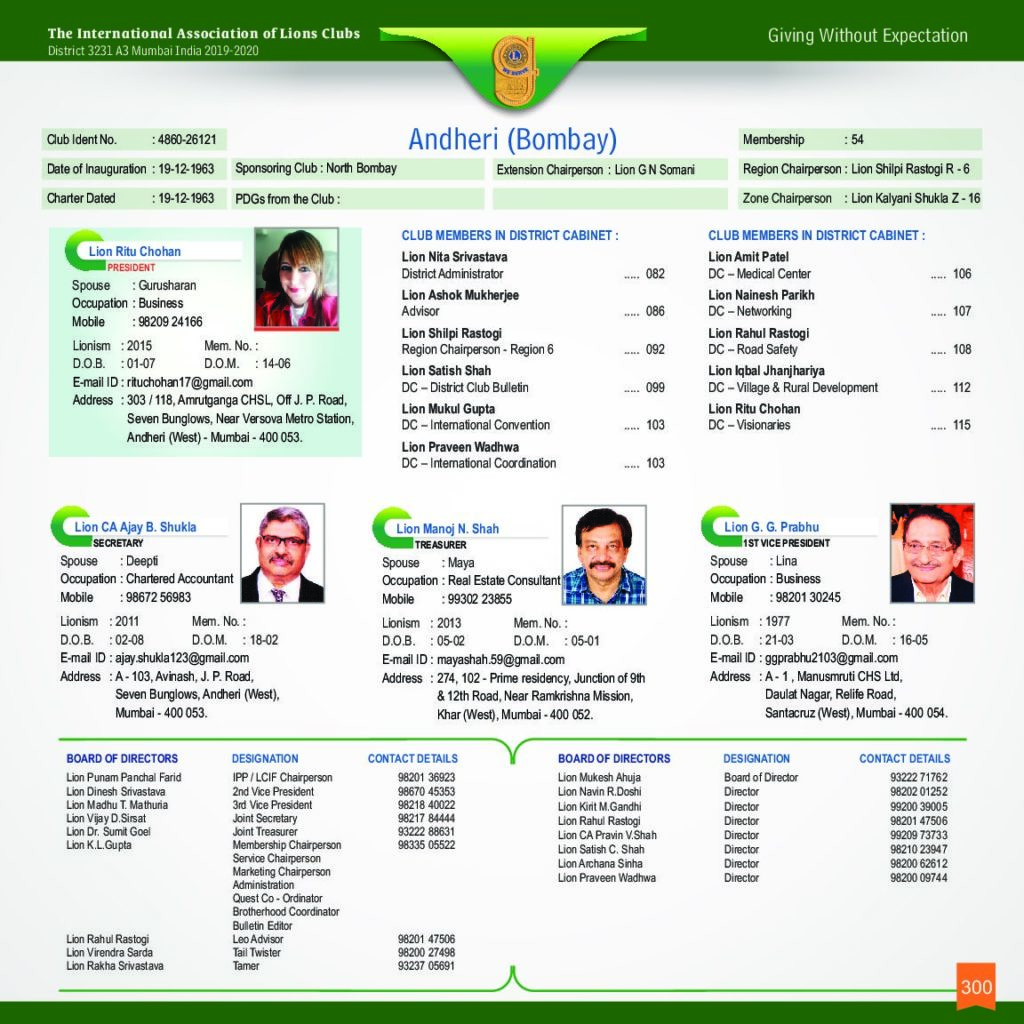 The International Association of Lions Clubs
District 3231 A3 Mumbai India 2019-2020
Giving Without Expectation
WE SERVE
Andheri (Bombay)
Club Ident No. : 4860-26121
Membership : 54
Date of Inauguration : 19-12-1963
Sponsoring Club : North Bombay
Extension Chairperson : Lion G N Somani
Region Chairperson : Lion Shilpi Rastogi R - 6
Charter Dated : 19-12-1963
PDGs from the Club :
Zone Chairperson : Lion Kalyani Shukla Z - 16
Lion Ritu Chohan
PRESIDENT
Spouse : Gurusharan
Occupation : Business
Mobile : 98209 24166
Lionism : 2015 Mem. No. :
D.O.B. : 01-07 D.O.M. : 14-06
E-mail ID : rituchohan17@gmail.com
Address : 303 / 118, Amrutganga CHSL, Off J. P. Road,
Seven Bunglows, Near Versova Metro Station,
Andheri (West) - Mumbai - 400 053.
CLUB MEMBERS IN DISTRICT CABINET :
Lion Nita Srivastava
District Administrator ..... 082
Lion Ashok Mukherjee
Advisor ..... 086
Lion Shilpi Rastogi
Region Chairperson - Region 6 ..... 092
Lion Satish Shah
DC – District Club Bulletin ..... 099
Lion Mukul Gupta
DC – International Convention ..... 103
Lion Praveen Wadhwa
DC – International Coordination ..... 103
CLUB MEMBERS IN DISTRICT CABINET :
Lion Amit Patel
DC – Medical Center ..... 106
Lion Nainesh Parikh
DC – Networking ..... 107
Lion Rahul Rastogi
DC – Road Safety ..... 108
Lion Iqbal Jhanjhariya
DC – Village & Rural Development ..... 112
Lion Ritu Chohan
DC – Visionaries ..... 115
Lion CA Ajay B. Shukla
SECRETARY
Spouse : Deepti
Occupation : Chartered Accountant
Mobile : 98672 56983
Lionism : 2011 Mem. No. :
D.O.B. : 02-08 D.O.M. : 18-02
E-mail ID : ajay.shukla123@gmail.com
Address : A - 103, Avinash, J. P. Road,
Seven Bunglows, Andheri (West),
Mumbai - 400 053.
Lion Manoj N. Shah
TREASURER
Spouse : Maya
Occupation : Real Estate Consultant
Mobile : 99302 23855
Lionism : 2013 Mem. No. :
D.O.B. : 05-02 D.O.M. : 05-01
E-mail ID : mayashah.59@gmail.com
Address : 274, 102 - Prime residency, Junction of 9th
& 12th Road, Near Ramkrishna Mission,
Khar (West), Mumbai - 400 052.
Lion G. G. Prabhu
1ST VICE PRESIDENT
Spouse : Lina
Occupation : Business
Mobile : 98201 30245
Lionism : 1977 Mem. No. :
D.O.B. : 21-03 D.O.M. : 16-05
E-mail ID : ggprabhu2103@gmail.com
Address : A - 1 , Manusmruti CHS Ltd,
Daulat Nagar, Relife Road,
Santacruz (West), Mumbai - 400 054.
BOARD OF DIRECTORS DESIGNATION CONTACT DETAILS
Lion Punam Panchal Farid IPP / LCIF Chairperson 98201 36923
Lion Dinesh Srivastava 2nd Vice President 98670 45353
Lion Madhu T. Mathuria 3rd Vice President 98218 40022
Lion Vijay D.Sirsat Joint Secretary 98217 84444
Lion Dr. Sumit Goel Joint Treasurer 93222 88631
Lion K.L.Gupta Membership Chairperson 98335 05522
Service Chairperson
Marketing Chairperson
Administration
Quest Co - Ordinator
Brotherhood Coordinator
Bulletin Editor
Lion Rahul Rastogi Leo Advisor 98201 47506
Lion Virendra Sarda Tail Twister 98200 27498
Lion Rakha Srivastava Tamer 93237 05691
BOARD OF DIRECTORS DESIGNATION CONTACT DETAILS
Lion Mukesh Ahuja Board of Director 93222 71762
Lion Navin R.Doshi Director 98202 01252
Lion Kirit M.Gandhi Director 99200 39005
Lion Rahul Rastogi Director 98201 47506
Lion CA Pravin V.Shah Director 99209 73733
Lion Satish C. Shah Director 98210 23947
Lion Archana Sinha Director 98200 62612
Lion Praveen Wadhwa Director 98200 09744
300